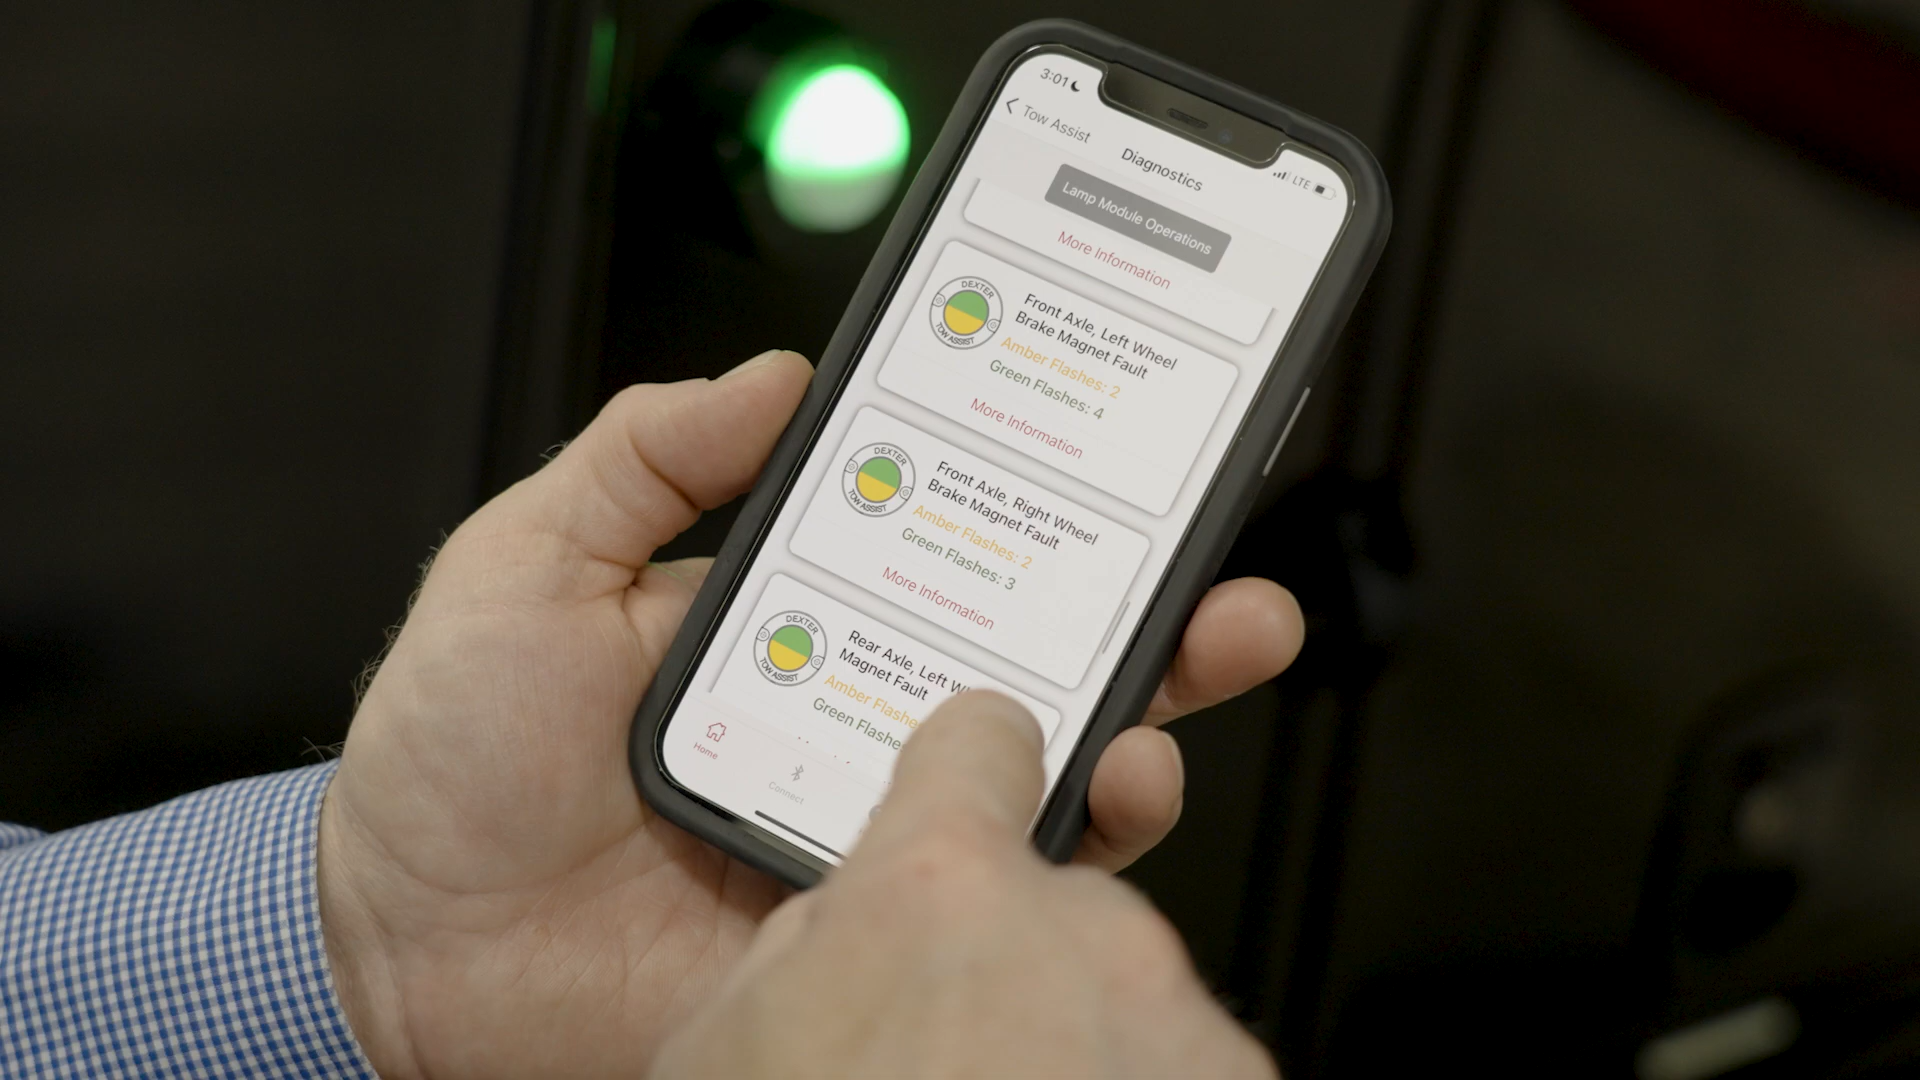 3:01
LTE
Tow Assist
Diagnostics
Lamp Module Operations
More Information
DEXTER
TOW ASSIST
Front Axle, Left Wheel
Brake Magnet Fault
Amber Flashes: 2
Green Flashes: 4
More Information
DEXTER
TOW ASSIST
Front Axle, Right Wheel
Brake Magnet Fault
Amber Flashes: 2
Green Flashes: 3
More Information
DEXTER
TOW ASSIST
Rear Axle, Left
Magnet Fault
Amber
Green
Home
Connect